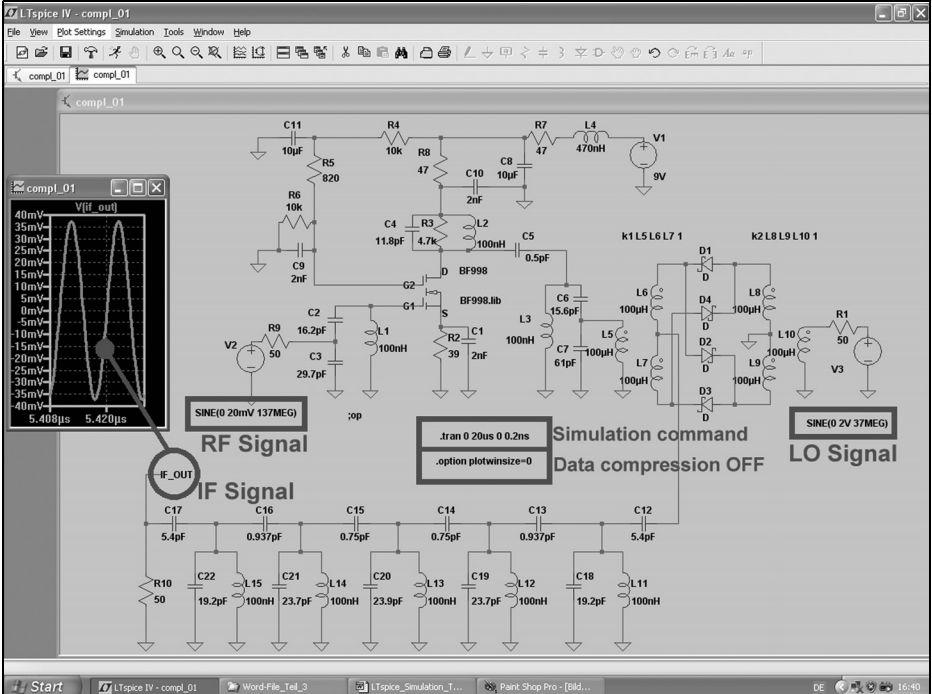 LTspice IV - compl_01
File View Plot Settings Simulation Tools Window Help
compl_01 compl_01
compl_01
C11
10µF
R4
10k
R7
47
L4
470nH
V1
9V
R5
820
R8
47
C8
10µF
C10
2nF
R6
10k
C9
2nF
C4
11.8pF
R3
4.7k
L2
100nH
C5
0.5pF
compl_01
V(if_out)
40mV
35mV
30mV
25mV
20mV
15mV
10mV
5mV
0mV
-5mV
-10mV
-15mV
-20mV
-25mV
-30mV
-35mV
-40mV
5.408µs 5.420µs
D
BF998
G2
G1
BF998.lib
S
k1 L5 L6 L7 1
k2 L8 L9 L10 1
D1
D
D4
D
D2
D
D3
D
L6
100µH
L7
100µH
L8
100µH
L9
100µH
L10
100µH
R1
50
V3
C6
15.6pF
L3
100nH
C7
61pF
L5
100µH
C2
16.2pF
C3
29.7pF
L1
100nH
R9
50
V2
R2
39
C1
2nF
SINE(0 20mV 137MEG)
RF Signal
;op
.tran 0 20us 0 0.2ns
Simulation command
.option plotwinsize=0
Data compression OFF
SINE(0 2V 37MEG)
LO Signal
IF_OUT
IF Signal
C17
5.4pF
C16
0.937pF
C15
0.75pF
C14
0.75pF
C13
0.937pF
C12
5.4pF
R10
50
C22
19.2pF
L15
100nH
C21
23.7pF
L14
100nH
C20
23.9pF
L13
100nH
C19
23.7pF
L12
100nH
C18
19.2pF
L11
100nH
Start LTspice IV - compl_01 Word-File_Teil_3 LTspice_Simulation_T... Paint Shop Pro - [Bild... DE 16:40